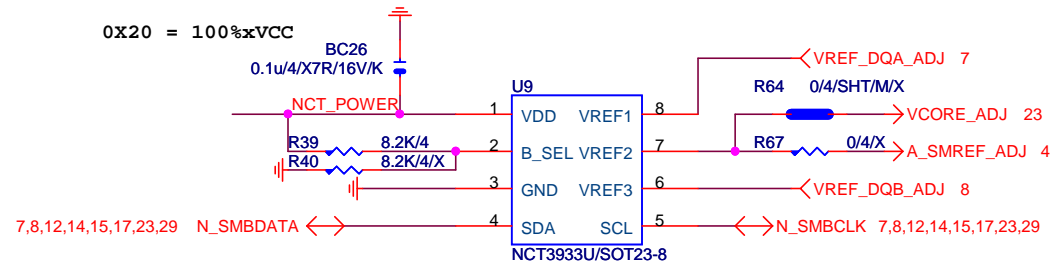 0X20 = 100%xVCC
BC26
0.1u/4/X7R/16V/K
VREF_DQA_ADJ 7
U9
R64 0/4/SHT/M/X
NCT_POWER
1 VDD VREF1 8
VCORE_ADJ 23
R39 8.2K/4
R67 0/4/X
2 B_SEL VREF2 7
A_SMREF_ADJ 4
R40 8.2K/4/X
3 GND VREF3 6
VREF_DQB_ADJ 8
7,8,12,14,15,17,23,29 N_SMBDATA
4 SDA SCL 5
N_SMBCLK 7,8,12,14,15,17,23,29
NCT3933U/SOT23-8